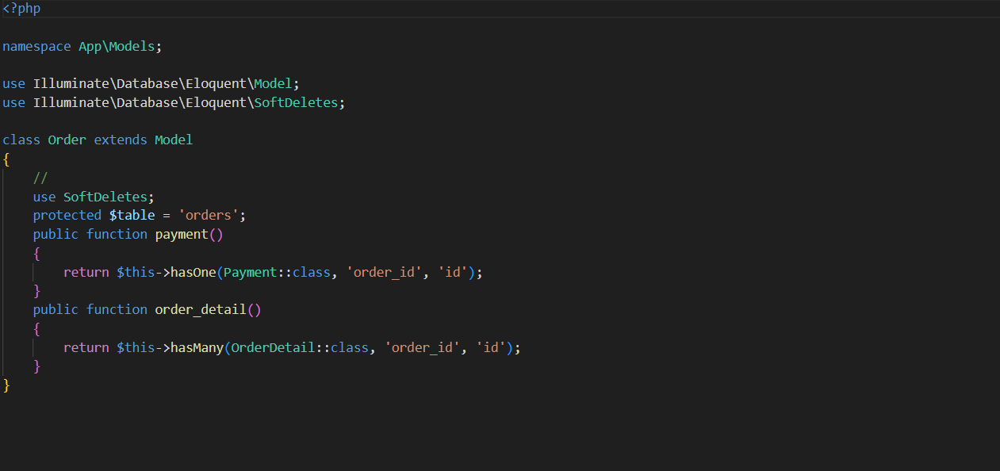 <?php
namespace App\Models;
use Illuminate\Database\Eloquent\Model;
use Illuminate\Database\Eloquent\SoftDeletes;
class Order extends Model
{
    //
    use SoftDeletes;
    protected $table = 'orders';
    public function payment()
    {
        return $this->hasOne(Payment::class, 'order_id', 'id');
    }
    public function order_detail()
    {
        return $this->hasMany(OrderDetail::class, 'order_id', 'id');
    }
}